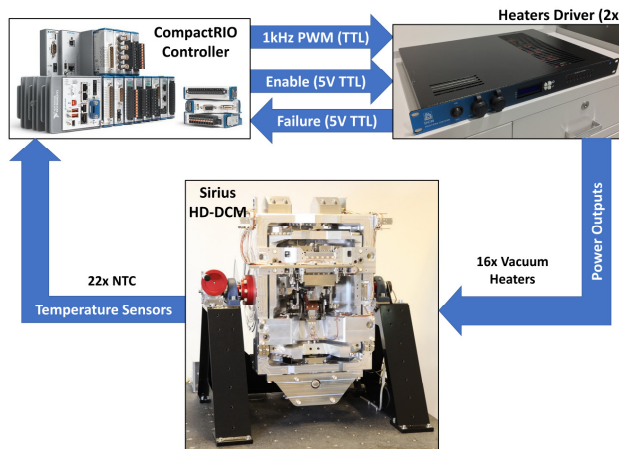 CompactRIO
Controller
1kHz PWM (TTL)
Enable (5V TTL)
Failure (5V TTL)
Heaters Driver (2x
Power Outputs
Sirius
HD-DCM
22x NTC
Temperature Sensors
16x Vacuum
Heaters